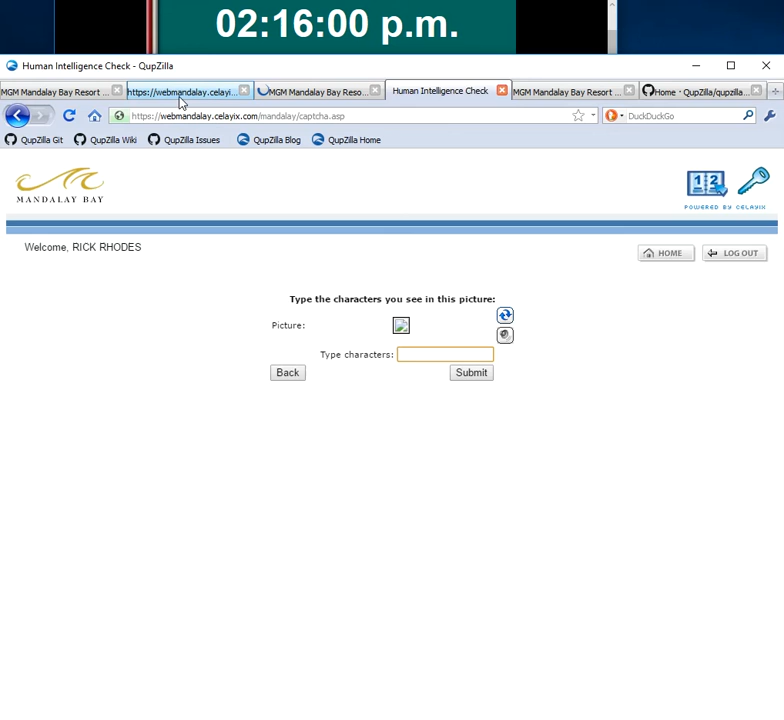 02:16:00 p.m.
Human Intelligence Check - QupZilla
MGM Mandalay Bay Resort ...
https://webmandalay.celayi...
MGM Mandalay Bay Reso...
Human Intelligence Check
MGM Mandalay Bay Resort ...
Home · QupZilla/qupzilla...
https://webmandalay.celayix.com/mandalay/captcha.asp
DuckDuckGo
QupZilla Git
QupZilla Wiki
QupZilla Issues
QupZilla Blog
QupZilla Home
MANDALAY BAY
1 2
POWERED BY CELAYIX
Welcome, RICK RHODES
HOME
LOG OUT
Type the characters you see in this picture:
Picture:
Type characters:
Back
Submit